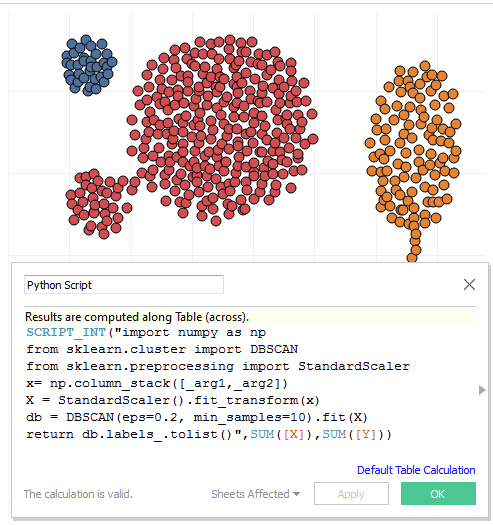 Python Script
Results are computed along Table (across).
SCRIPT_INT("import numpy as np
from sklearn.cluster import DBSCAN
from sklearn.preprocessing import StandardScaler
x= np.column_stack([_arg1,_arg2])
X = StandardScaler().fit_transform(x)
db = DBSCAN(eps=0.2, min_samples=10).fit(X)
return db.labels_.tolist()",SUM([X]),SUM([Y]))
Default Table Calculation
The calculation is valid. Sheets Affected Apply OK